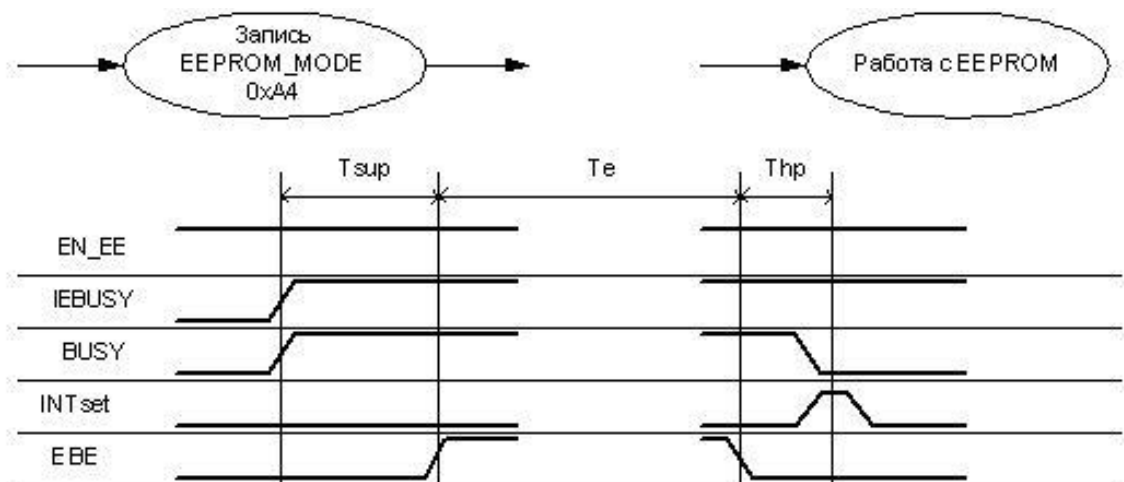 Запись
EEPROM_MODE
0xA4
Работа с EEPROM
Tsup
Te
Thp
EN_EE
IEBUSY
BUSY
INTset
EBE